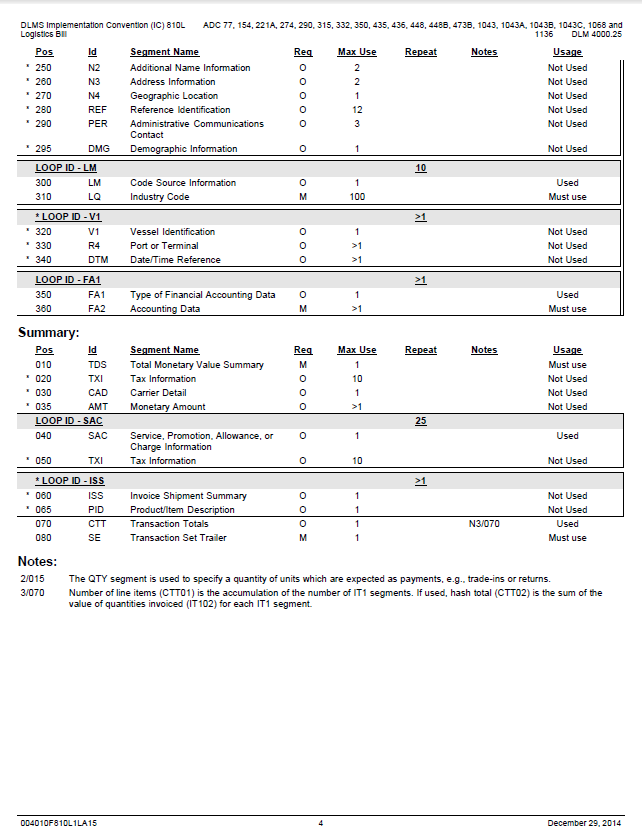 DLMS Implementation Convention (IC) 810L ADC 77, 154, 221A, 274, 290, 315, 332, 350, 435, 436, 448, 448B, 473B, 1043, 1043A, 1043B, 1043C, 1068 and
Logistics Bill 1136 DLM 4000.25
Pos Id Segment Name Req Max Use Repeat Notes Usage
* 250 N2 Additional Name Information O 2 Not Used
* 260 N3 Address Information O 2 Not Used
* 270 N4 Geographic Location O 1 Not Used
* 280 REF Reference Identification O 12 Not Used
* 290 PER Administrative Communications O 3 Not Used
Contact
* 295 DMG Demographic Information O 1 Not Used
LOOP ID - LM 10
300 LM Code Source Information O 1 Used
310 LQ Industry Code M 100 Must use
* LOOP ID - V1 >1
* 320 V1 Vessel Identification O 1 Not Used
* 330 R4 Port or Terminal O >1 Not Used
* 340 DTM Date/Time Reference O >1 Not Used
LOOP ID - FA1 >1
350 FA1 Type of Financial Accounting Data O 1 Used
360 FA2 Accounting Data M >1 Must use
Summary:
Pos Id Segment Name Req Max Use Repeat Notes Usage
010 TDS Total Monetary Value Summary M 1 Must use
* 020 TXI Tax Information O 10 Not Used
* 030 CAD Carrier Detail O 1 Not Used
* 035 AMT Monetary Amount O >1 Not Used
LOOP ID - SAC 25
040 SAC Service, Promotion, Allowance, or O 1 Used
Charge Information
* 050 TXI Tax Information O 10 Not Used
* LOOP ID - ISS >1
* 060 ISS Invoice Shipment Summary O 1 Not Used
* 065 PID Product/Item Description O 1 Not Used
070 CTT Transaction Totals O 1 N3/070 Used
080 SE Transaction Set Trailer M 1 Must use
Notes:
2/015 The QTY segment is used to specify a quantity of units which are expected as payments, e.g., trade-ins or returns.
3/070 Number of line items (CTT01) is the accumulation of the number of IT1 segments. If used, hash total (CTT02) is the sum of the
value of quantities invoiced (IT102) for each IT1 segment.
004010F810L1LA15 4 December 29, 2014